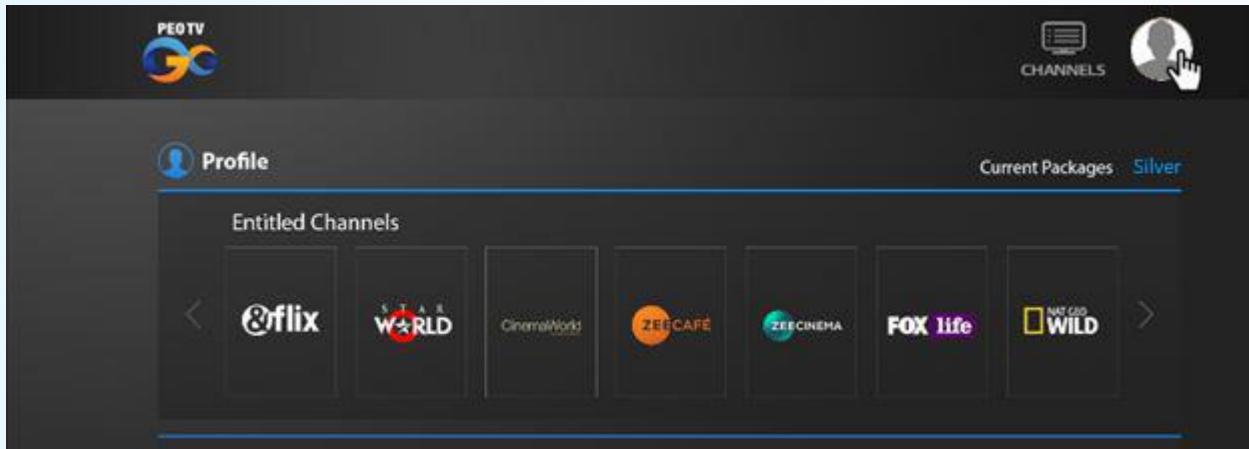 PEOTV
GO
CHANNELS
Profile
Current Packages Silver
Entitled Channels
&flix
STAR
WORLD
CinemaWorld
ZEE CAFÉ
ZEE CINEMA
FOX life
NAT GEO
WILD